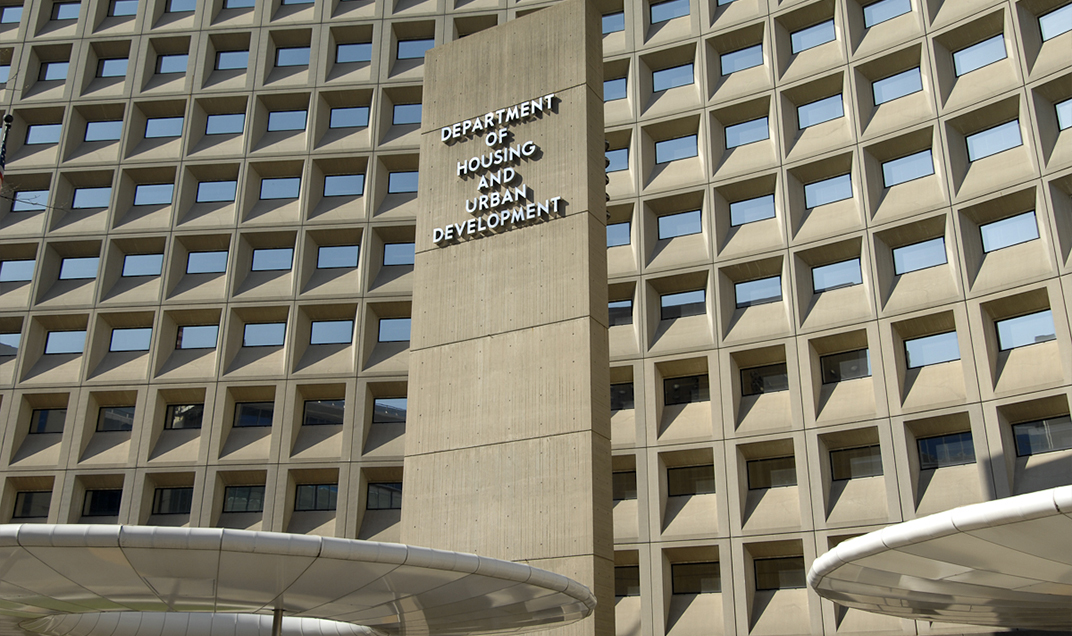 DEPARTMENT
OF
HOUSING
AND
URBAN
DEVELOPMENT